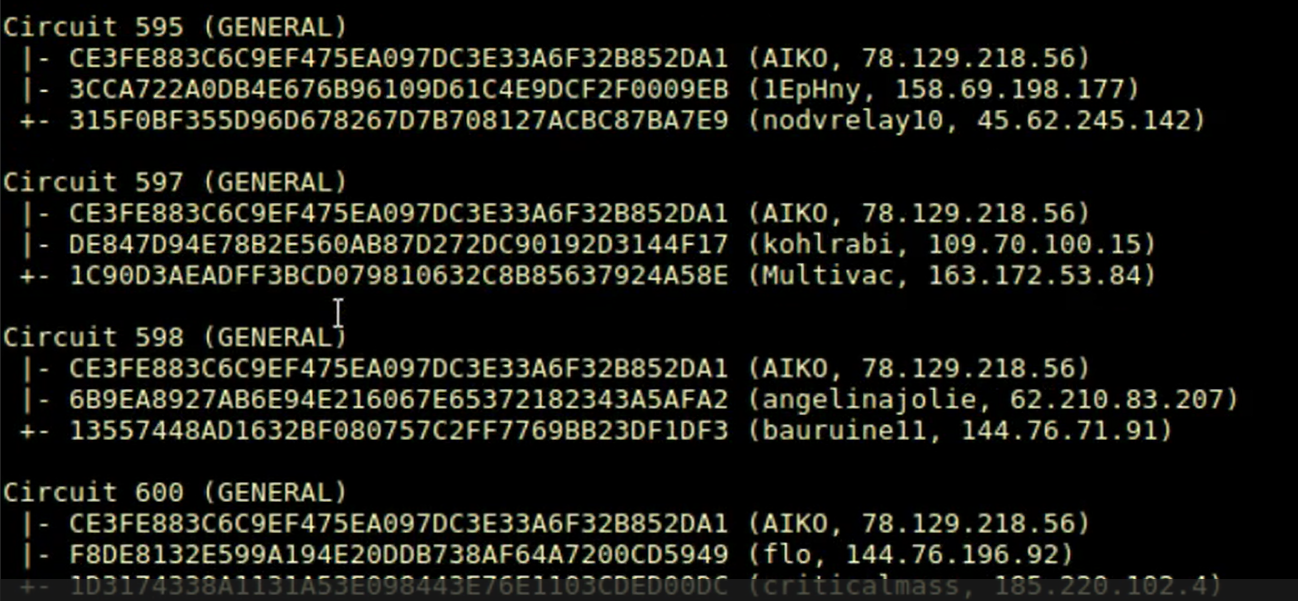 Circuit 595 (GENERAL)
|- CE3FE883C6C9EF475EA097DC3E33A6F32B852DA1 (AIKO, 78.129.218.56)
|- 3CCA722A0DB4E676B96109D61C4E9DCF2F0009EB (1EpHny, 158.69.198.177)
+- 315F0BF355D96D678267D7B708127ACBC87BA7E9 (nodvrelay10, 45.62.245.142)
Circuit 597 (GENERAL)
|- CE3FE883C6C9EF475EA097DC3E33A6F32B852DA1 (AIKO, 78.129.218.56)
|- DE847D94E78B2E560AB87D272DC90192D3144F17 (kohlrabi, 109.70.100.15)
+- 1C90D3AEADFF3BCD079810632C8B85637924A58E (Multivac, 163.172.53.84)
Circuit 598 (GENERAL)
|- CE3FE883C6C9EF475EA097DC3E33A6F32B852DA1 (AIKO, 78.129.218.56)
|- 6B9EA8927AB6E94E216067E65372182343A5AFA2 (angelinajolie, 62.210.83.207)
+- 13557448AD1632BF080757C2FF7769BB23DF1DF3 (bauruine11, 144.76.71.91)
Circuit 600 (GENERAL)
|- CE3FE883C6C9EF475EA097DC3E33A6F32B852DA1 (AIKO, 78.129.218.56)
|- F8DE8132E599A194E20DDB738AF64A7200CD5949 (flo, 144.76.196.92)
+- 1D3174338A1131A53E098443E76E1103CDED00DC (criticalmass, 185.220.102.4)